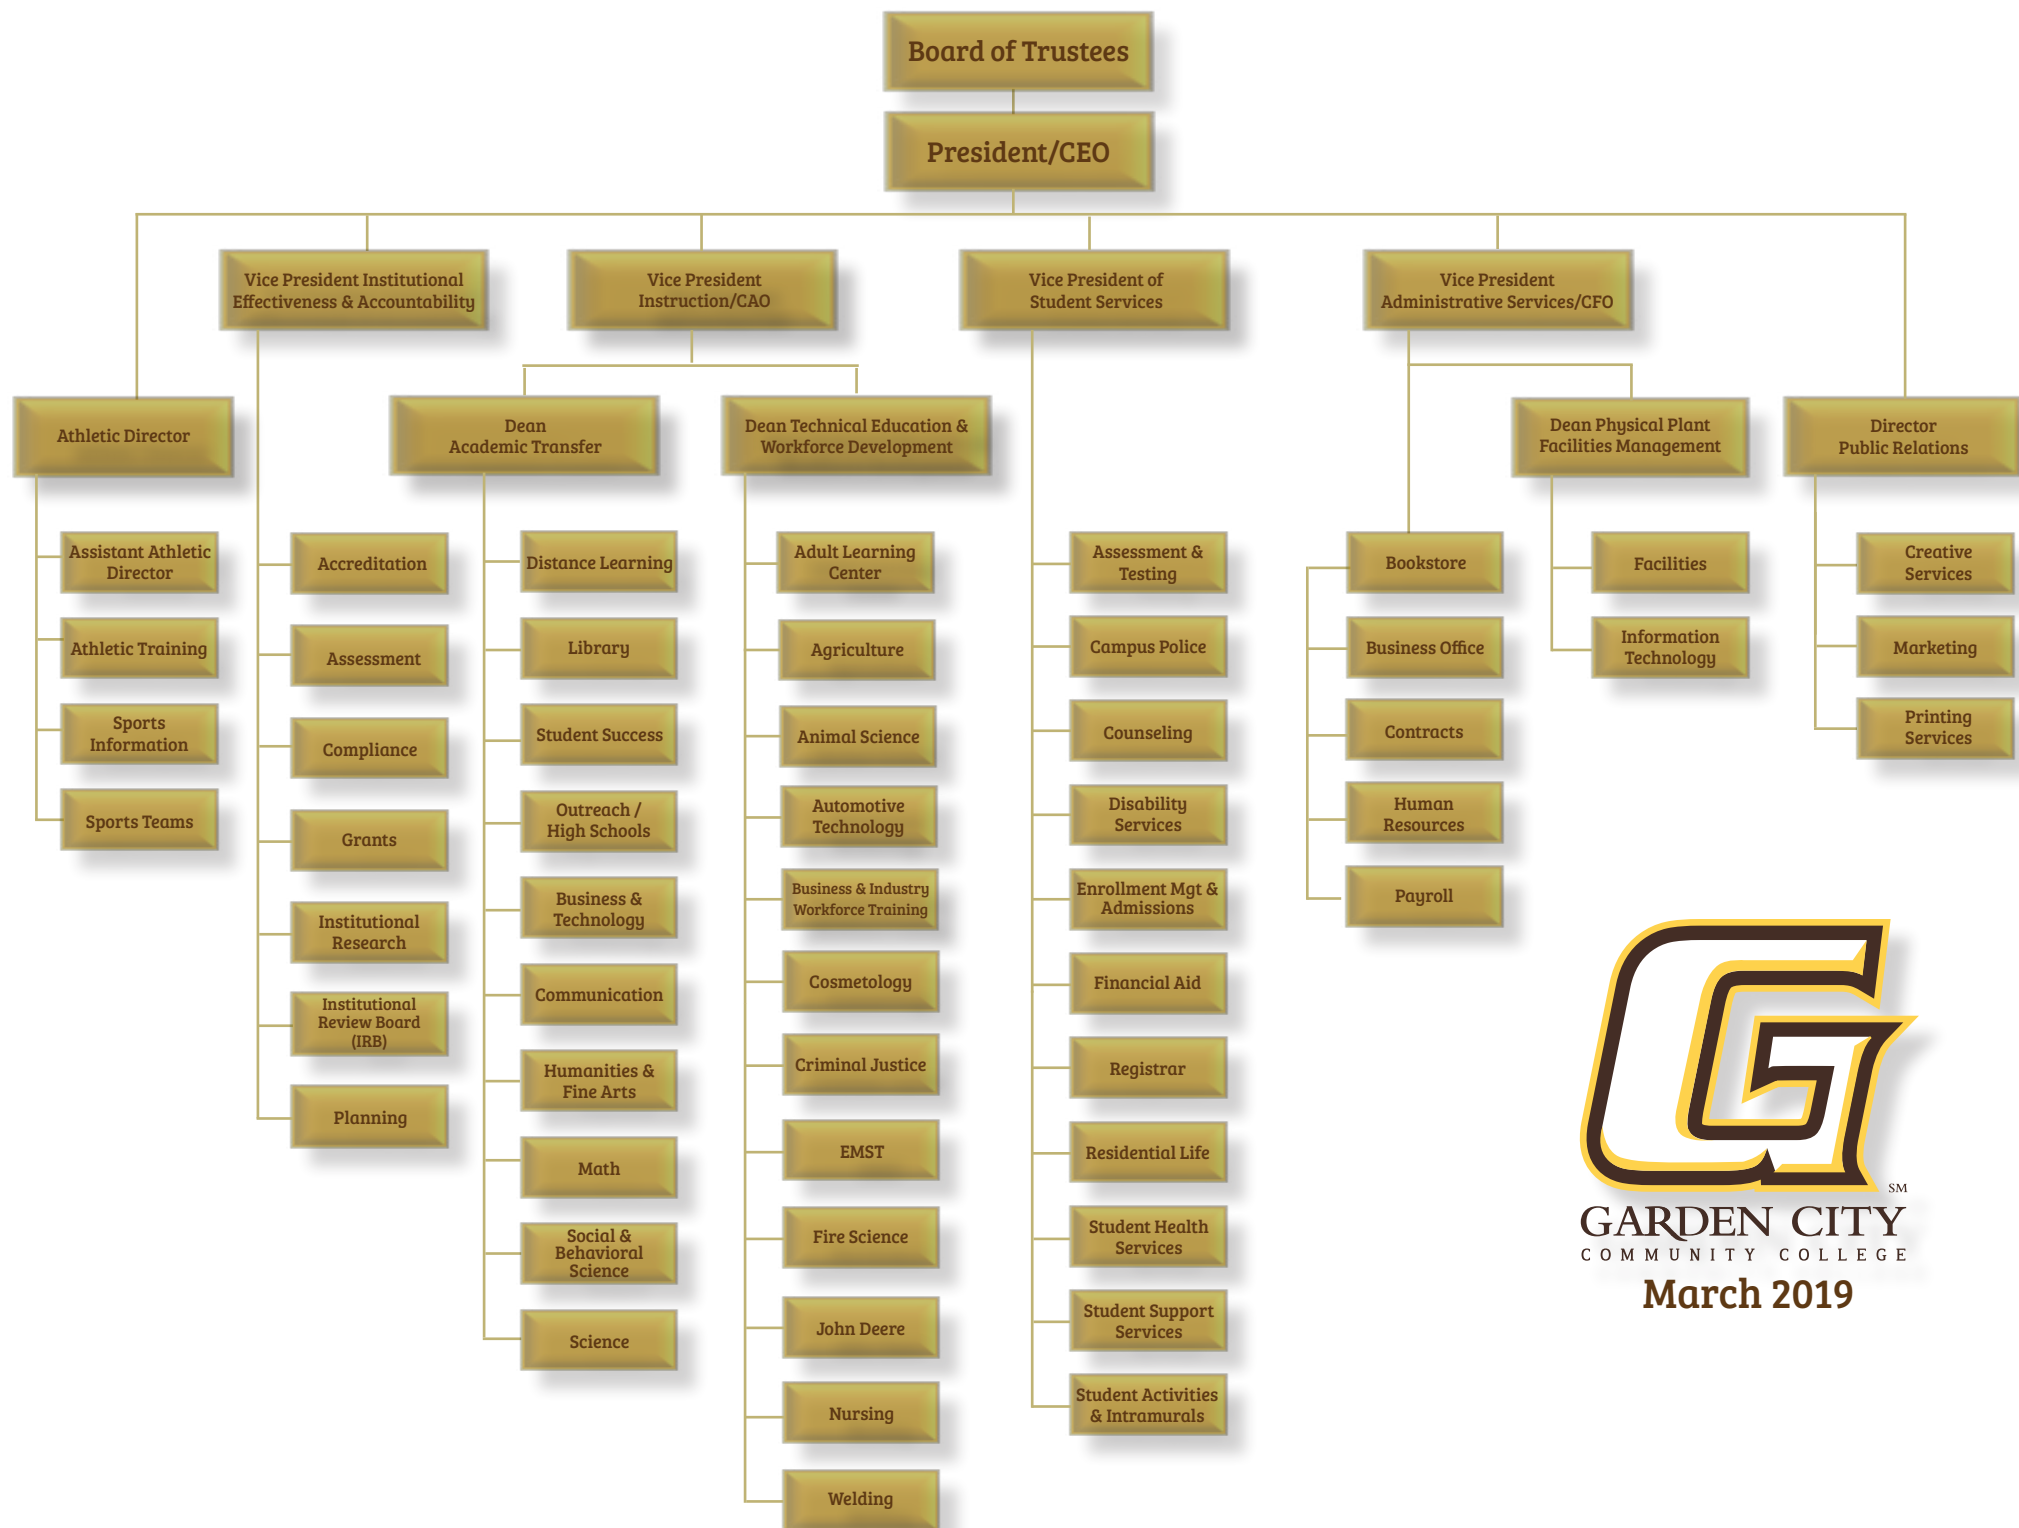 Board of Trustees
President/CEO
Vice President Institutional
Effectiveness & Accountability
Vice President
Instruction/CAO
Vice President of
Student Services
Vice President
Administrative Services/CFO
Athletic Director
Dean
Academic Transfer
Dean Technical Education &
Workforce Development
Dean Physical Plant
Facilities Management
Director
Public Relations
Assistant Athletic
Director
Athletic Training
Sports
Information
Sports Teams
Accreditation
Assessment
Compliance
Grants
Institutional
Research
Institutional
Review Board
(IRB)
Planning
Distance Learning
Library
Student Success
Outreach /
High Schools
Business &
Technology
Communication
Humanities &
Fine Arts
Math
Social &
Behavioral
Science
Science
Adult Learning
Center
Agriculture
Animal Science
Automotive
Technology
Business & Industry
Workforce Training
Cosmetology
Criminal Justice
EMST
Fire Science
John Deere
Nursing
Welding
Assessment &
Testing
Campus Police
Counseling
Disability
Services
Enrollment Mgt &
Admissions
Financial Aid
Registrar
Residential Life
Student Health
Services
Student Support
Services
Student Activities
& Intramurals
Bookstore
Business Office
Contracts
Human
Resources
Payroll
Facilities
Information
Technology
Creative
Services
Marketing
Printing
Services
G
SM
GARDEN CITY
COMMUNITY COLLEGE
March 2019